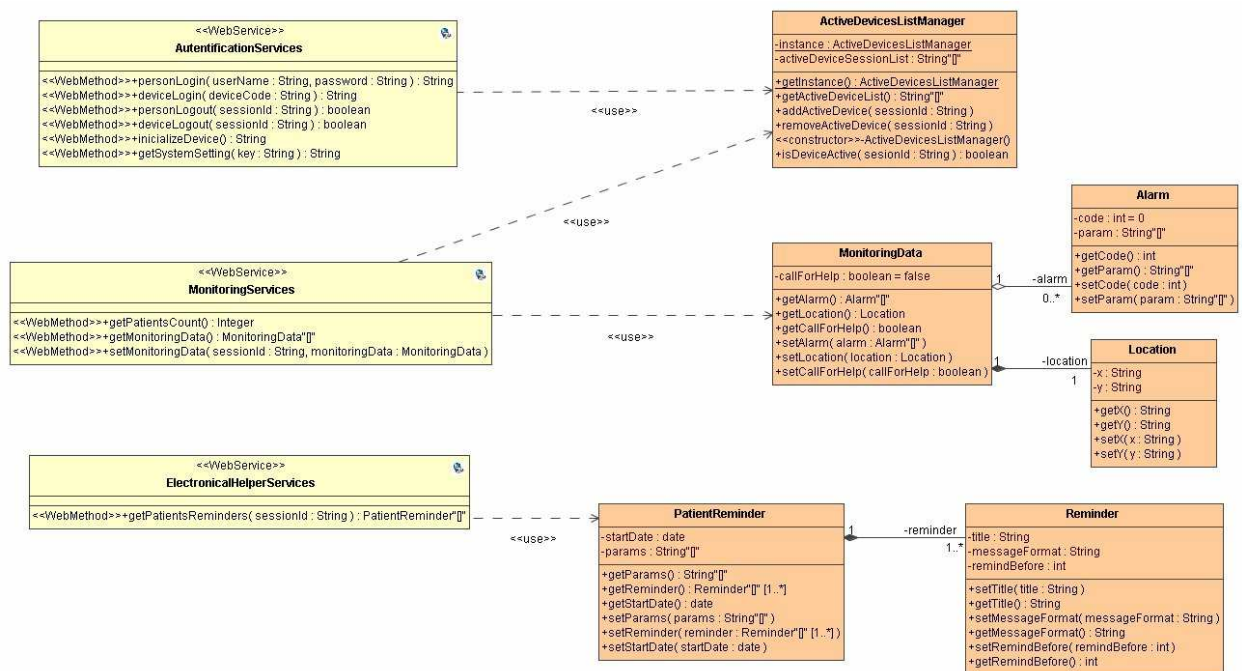 <<WebService>>
AutentificationServices
<<WebMethod>>+personLogin( userName : String, password : String ) : String
<<WebMethod>>+deviceLogin( deviceCode : String ) : String
<<WebMethod>>+personLogout( sessionId : String ) : boolean
<<WebMethod>>+deviceLogout( sessionId : String ) : boolean
<<WebMethod>>+inicializeDevice() : String
<<WebMethod>>+getSystemSetting( key : String ) : String
<<use>>
ActiveDevicesListManager
-instance : ActiveDevicesListManager
-activeDeviceSessionList : String"[]"
+getInstance() : ActiveDevicesListManager
+getActiveDeviceList() : String"[]"
+addActiveDevice( sessionId : String )
+removeActiveDevice( sessionId : String )
<<constructor>>-ActiveDevicesListManager()
+isDeviceActive( sesionId : String ) : boolean
<<use>>
<<WebService>>
MonitoringServices
<<WebMethod>>+getPatientsCount() : Integer
<<WebMethod>>+getMonitoringData() : MonitoringData"[]"
<<WebMethod>>+setMonitoringData( sessionId : String, monitoringData : MonitoringData )
<<use>>
MonitoringData
-callForHelp : boolean = false
+getAlarm() : Alarm"[]"
+getLocation() : Location
+getCallForHelp() : boolean
+setAlarm( alarm : Alarm"[]" )
+setLocation( location : Location )
+setCallForHelp( callForHelp : boolean )
1
-alarm
0..*
Alarm
-code : int = 0
-param : String"[]"
+getCode() : int
+getParam() : String"[]"
+setCode( code : int )
+setParam( param : String"[]" )
1
-location
1
Location
-x : String
-y : String
+getX() : String
+getY() : String
+setX( x : String )
+setY( y : String )
<<WebService>>
ElectronicalHelperServices
<<WebMethod>>+getPatientsReminders( sessionId : String ) : PatientReminder"[]"
<<use>>
PatientReminder
-startDate : date
-params : String"[]"
+getParams() : String"[]"
+getReminder() : Reminder"[]" [1..*]
+getStartDate() : date
+setParams( params : String"[]" )
+setReminder( reminder : Reminder"[]" [1..*] )
+setStartDate( startDate : date )
1
-reminder
1..*
Reminder
-title : String
-messageFormat : String
-remindBefore : int
+setTitle( title : String )
+getTitle() : String
+setMessageFormat( messageFormat : String )
+getMessageFormat() : String
+setRemindBefore( remindBefore : int )
+getRemindBefore() : int